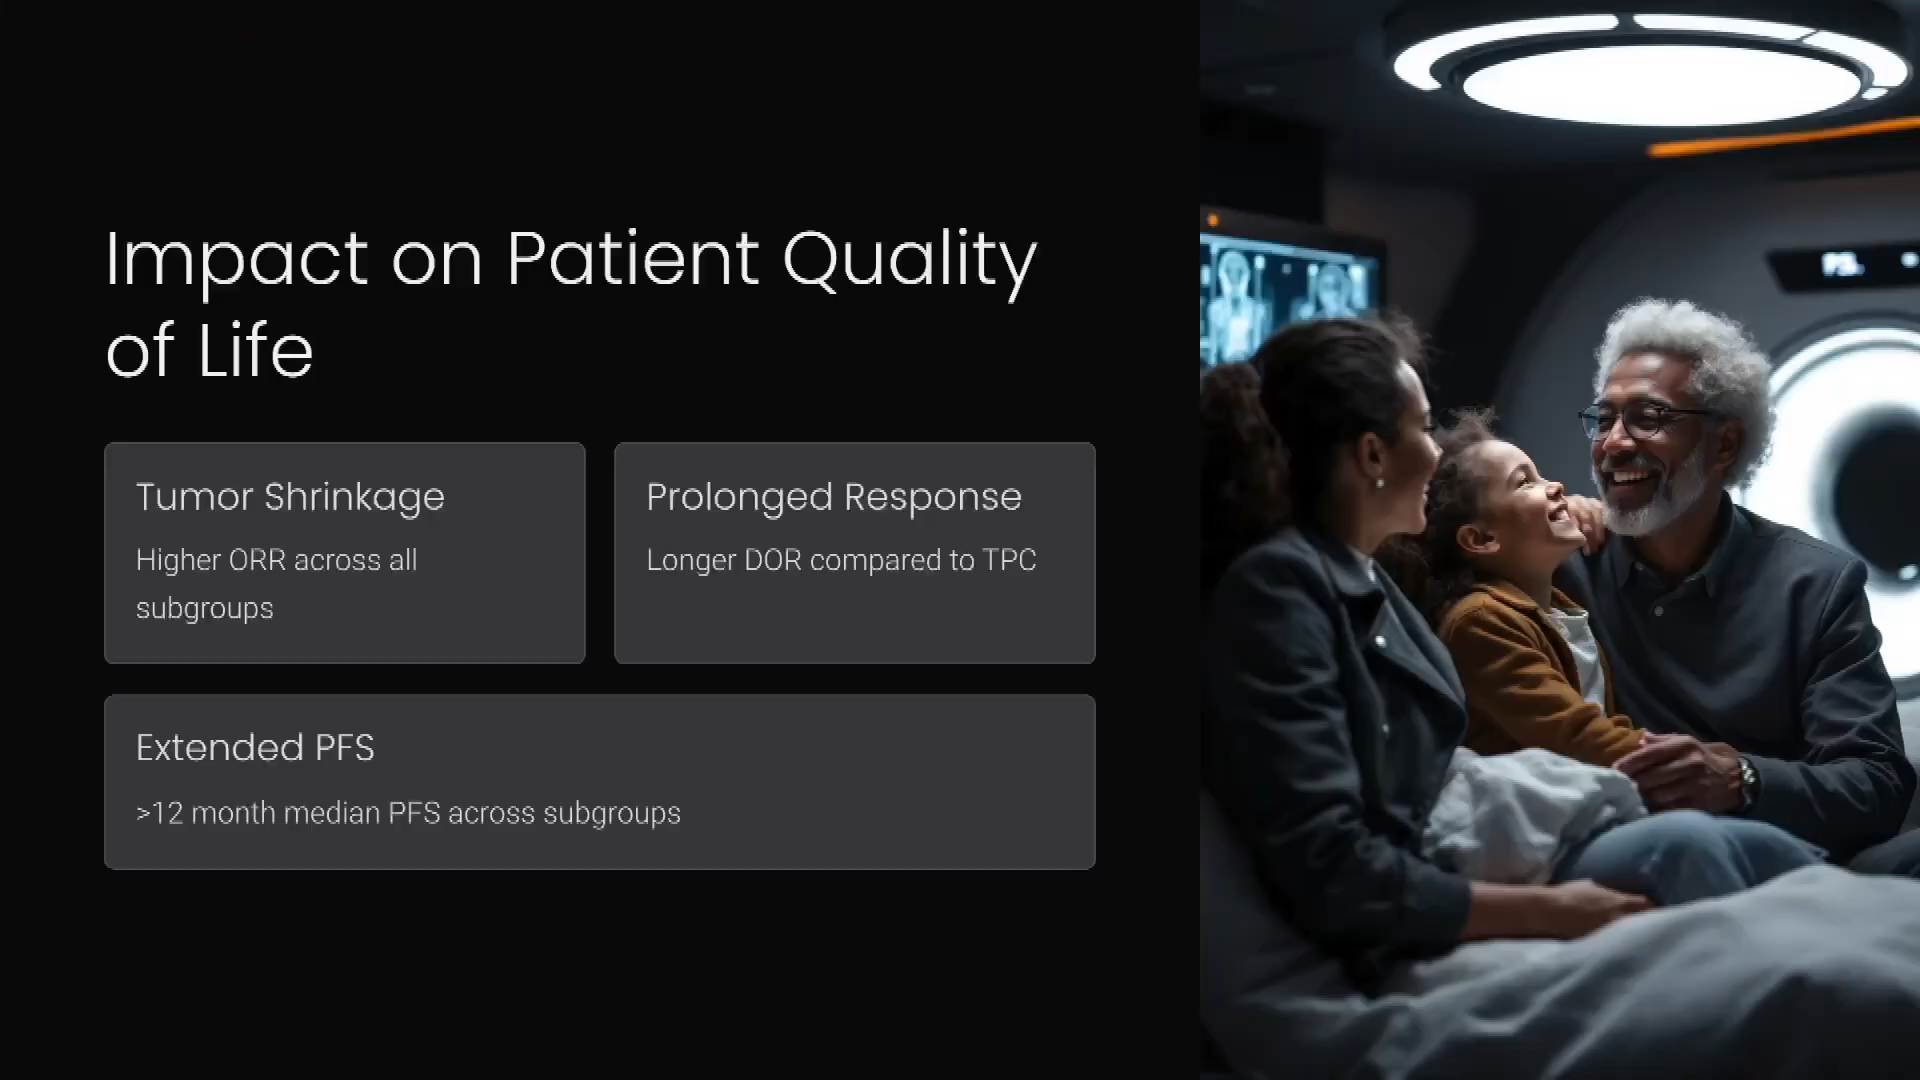 Impact on Patient Quality
of Life
Tumor Shrinkage
Higher ORR across all
subgroups
Prolonged Response
Longer DOR compared to TPC
Extended PFS
>12 month median PFS across subgroups